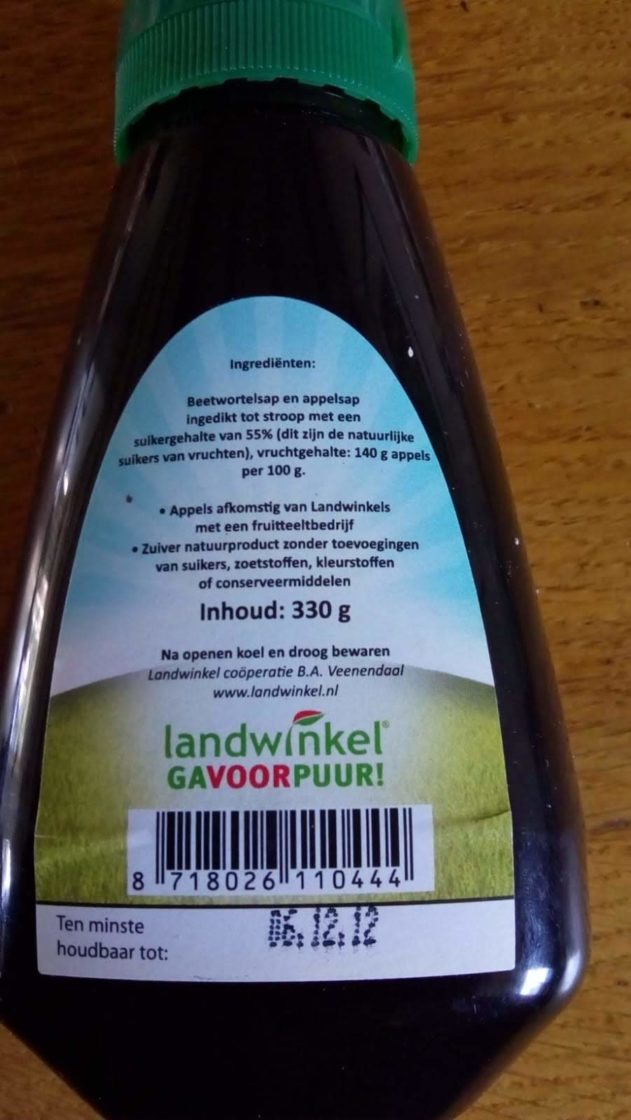 Ingrediënten:
Beetwortelsap en appelsap
ingedikt tot stroop met een
suikergehalte van 55% (dit zijn de natuurlijke
suikers van vruchten), vruchtgehalte: 140 g appels
per 100 g.
• Appels afkomstig van Landwinkels
met een fruitteeltbedrijf
• Zuiver natuurproduct zonder toevoegingen
van suikers, zoetstoffen, kleurstoffen
of conserveermiddelen
Inhoud: 330 g
Na openen koel en droog bewaren
Landwinkel coöperatie B.A. Veenendaal
www.landwinkel.nl
landwinkel®
GAVOORPUUR!
8 718026 110444
Ten minste
houdbaar tot:
06.12.12